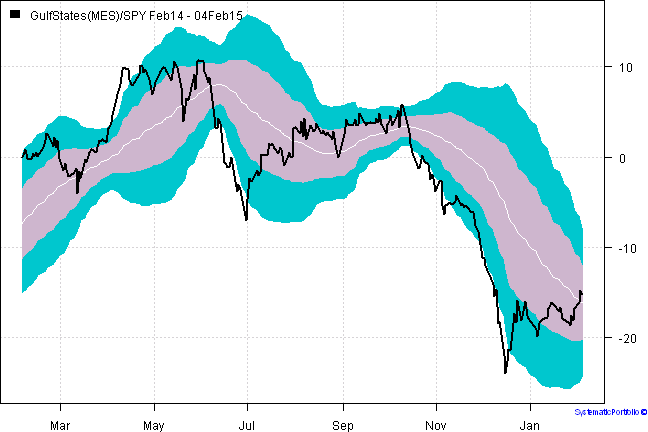 GulfStates(MES)/SPY Feb14 - 04Feb15
10
0
-10
-20
Mar May Jul Sep Nov Jan
SystematicPortfolio ©